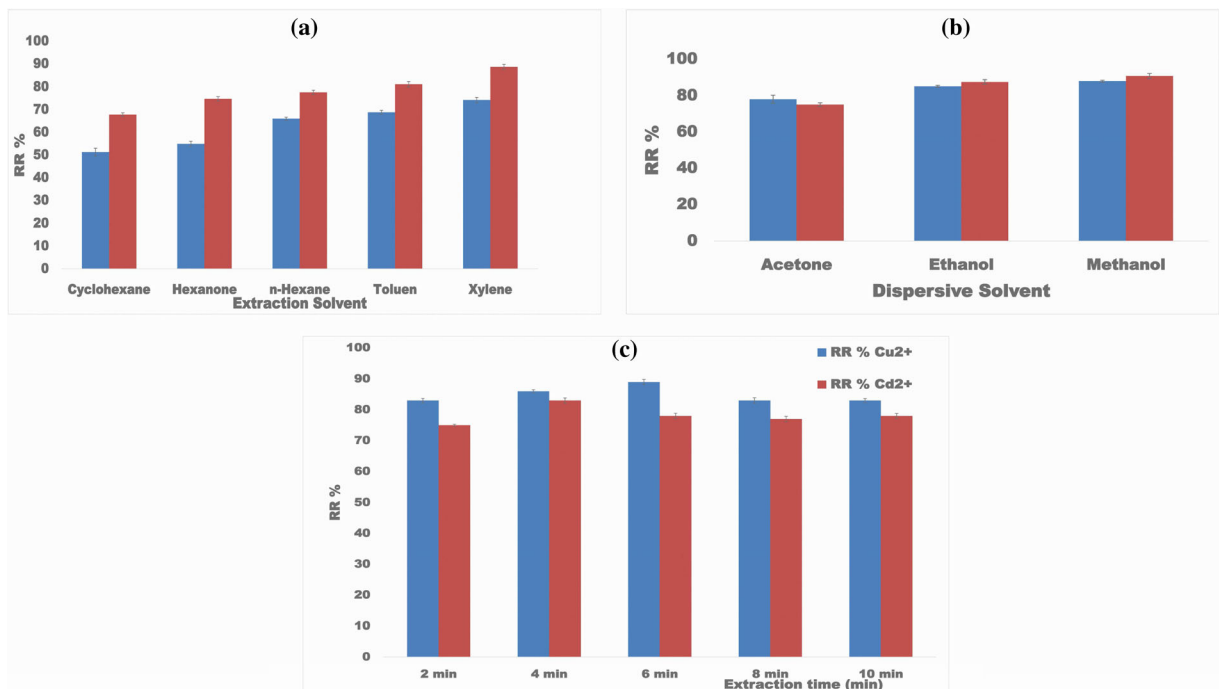 (a)
100
90
80
70
60
50
40
30
20
10
0
RR %
Cyclohexane Hexanone n-Hexane Toluen Xylene
Extraction Solvent
(b)
100
80
60
40
20
0
RR %
Acetone Ethanol Methanol
Dispersive Solvent
(c)
RR % Cu2+
RR % Cd2+
100
90
80
70
60
50
40
30
20
10
0
RR %
2 min 4 min 6 min 8 min 10 min
Extraction time (min)